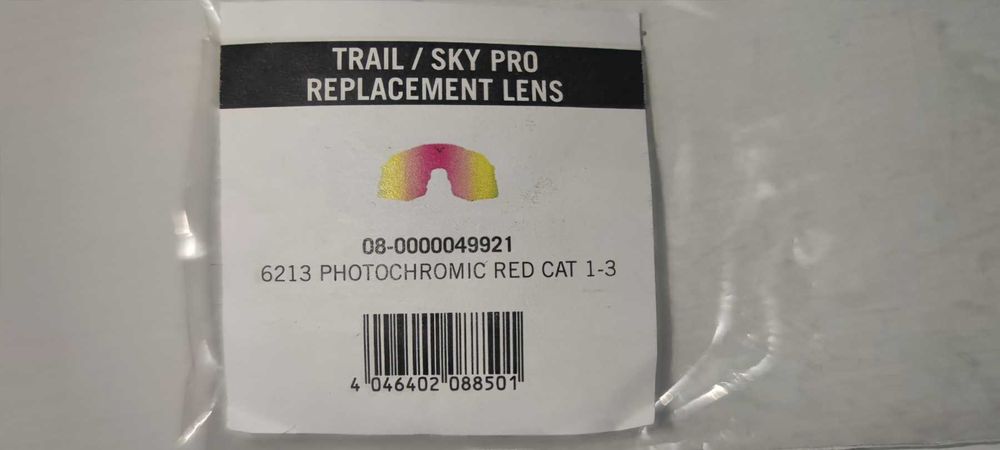 TRAIL / SKY PRO
REPLACEMENT LENS
08-0000049921
6213 PHOTOCHROMIC RED CAT 1-3
4 046402 088501